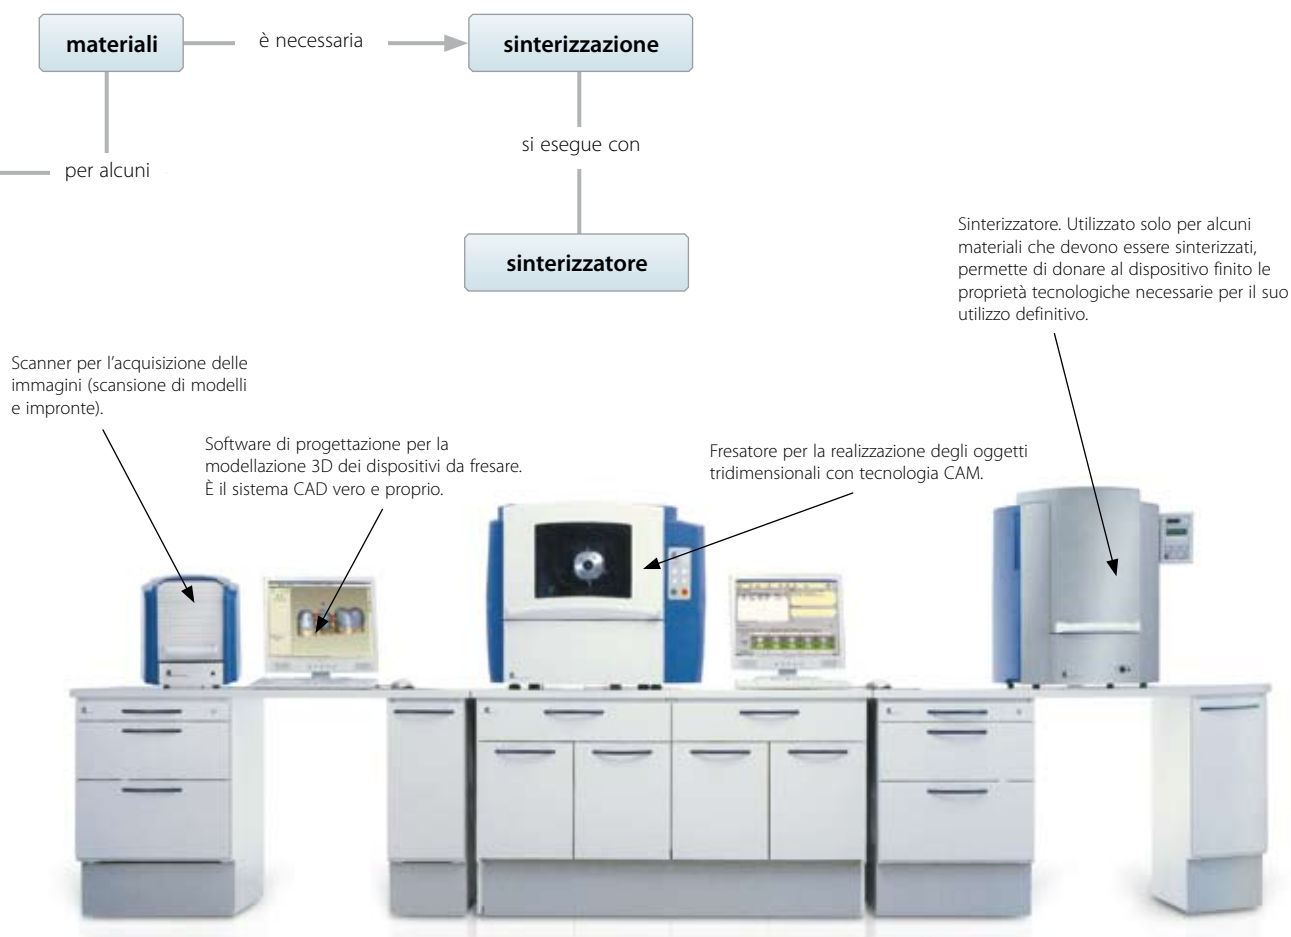 materiali
è necessaria
sinterizzazione
si esegue con
per alcuni
sinterizzatore
Sinterizzatore. Utilizzato solo per alcuni
materiali che devono essere sinterizzati,
permette di donare al dispositivo finito le
proprietà tecnologiche necessarie per il suo
utilizzo definitivo.
Scanner per l'acquisizione delle
immagini (scansione di modelli
e impronte).
Software di progettazione per la
modellazione 3D dei dispositivi da fresare.
È il sistema CAD vero e proprio.
Fresatore per la realizzazione degli oggetti
tridimensionali con tecnologia CAM.